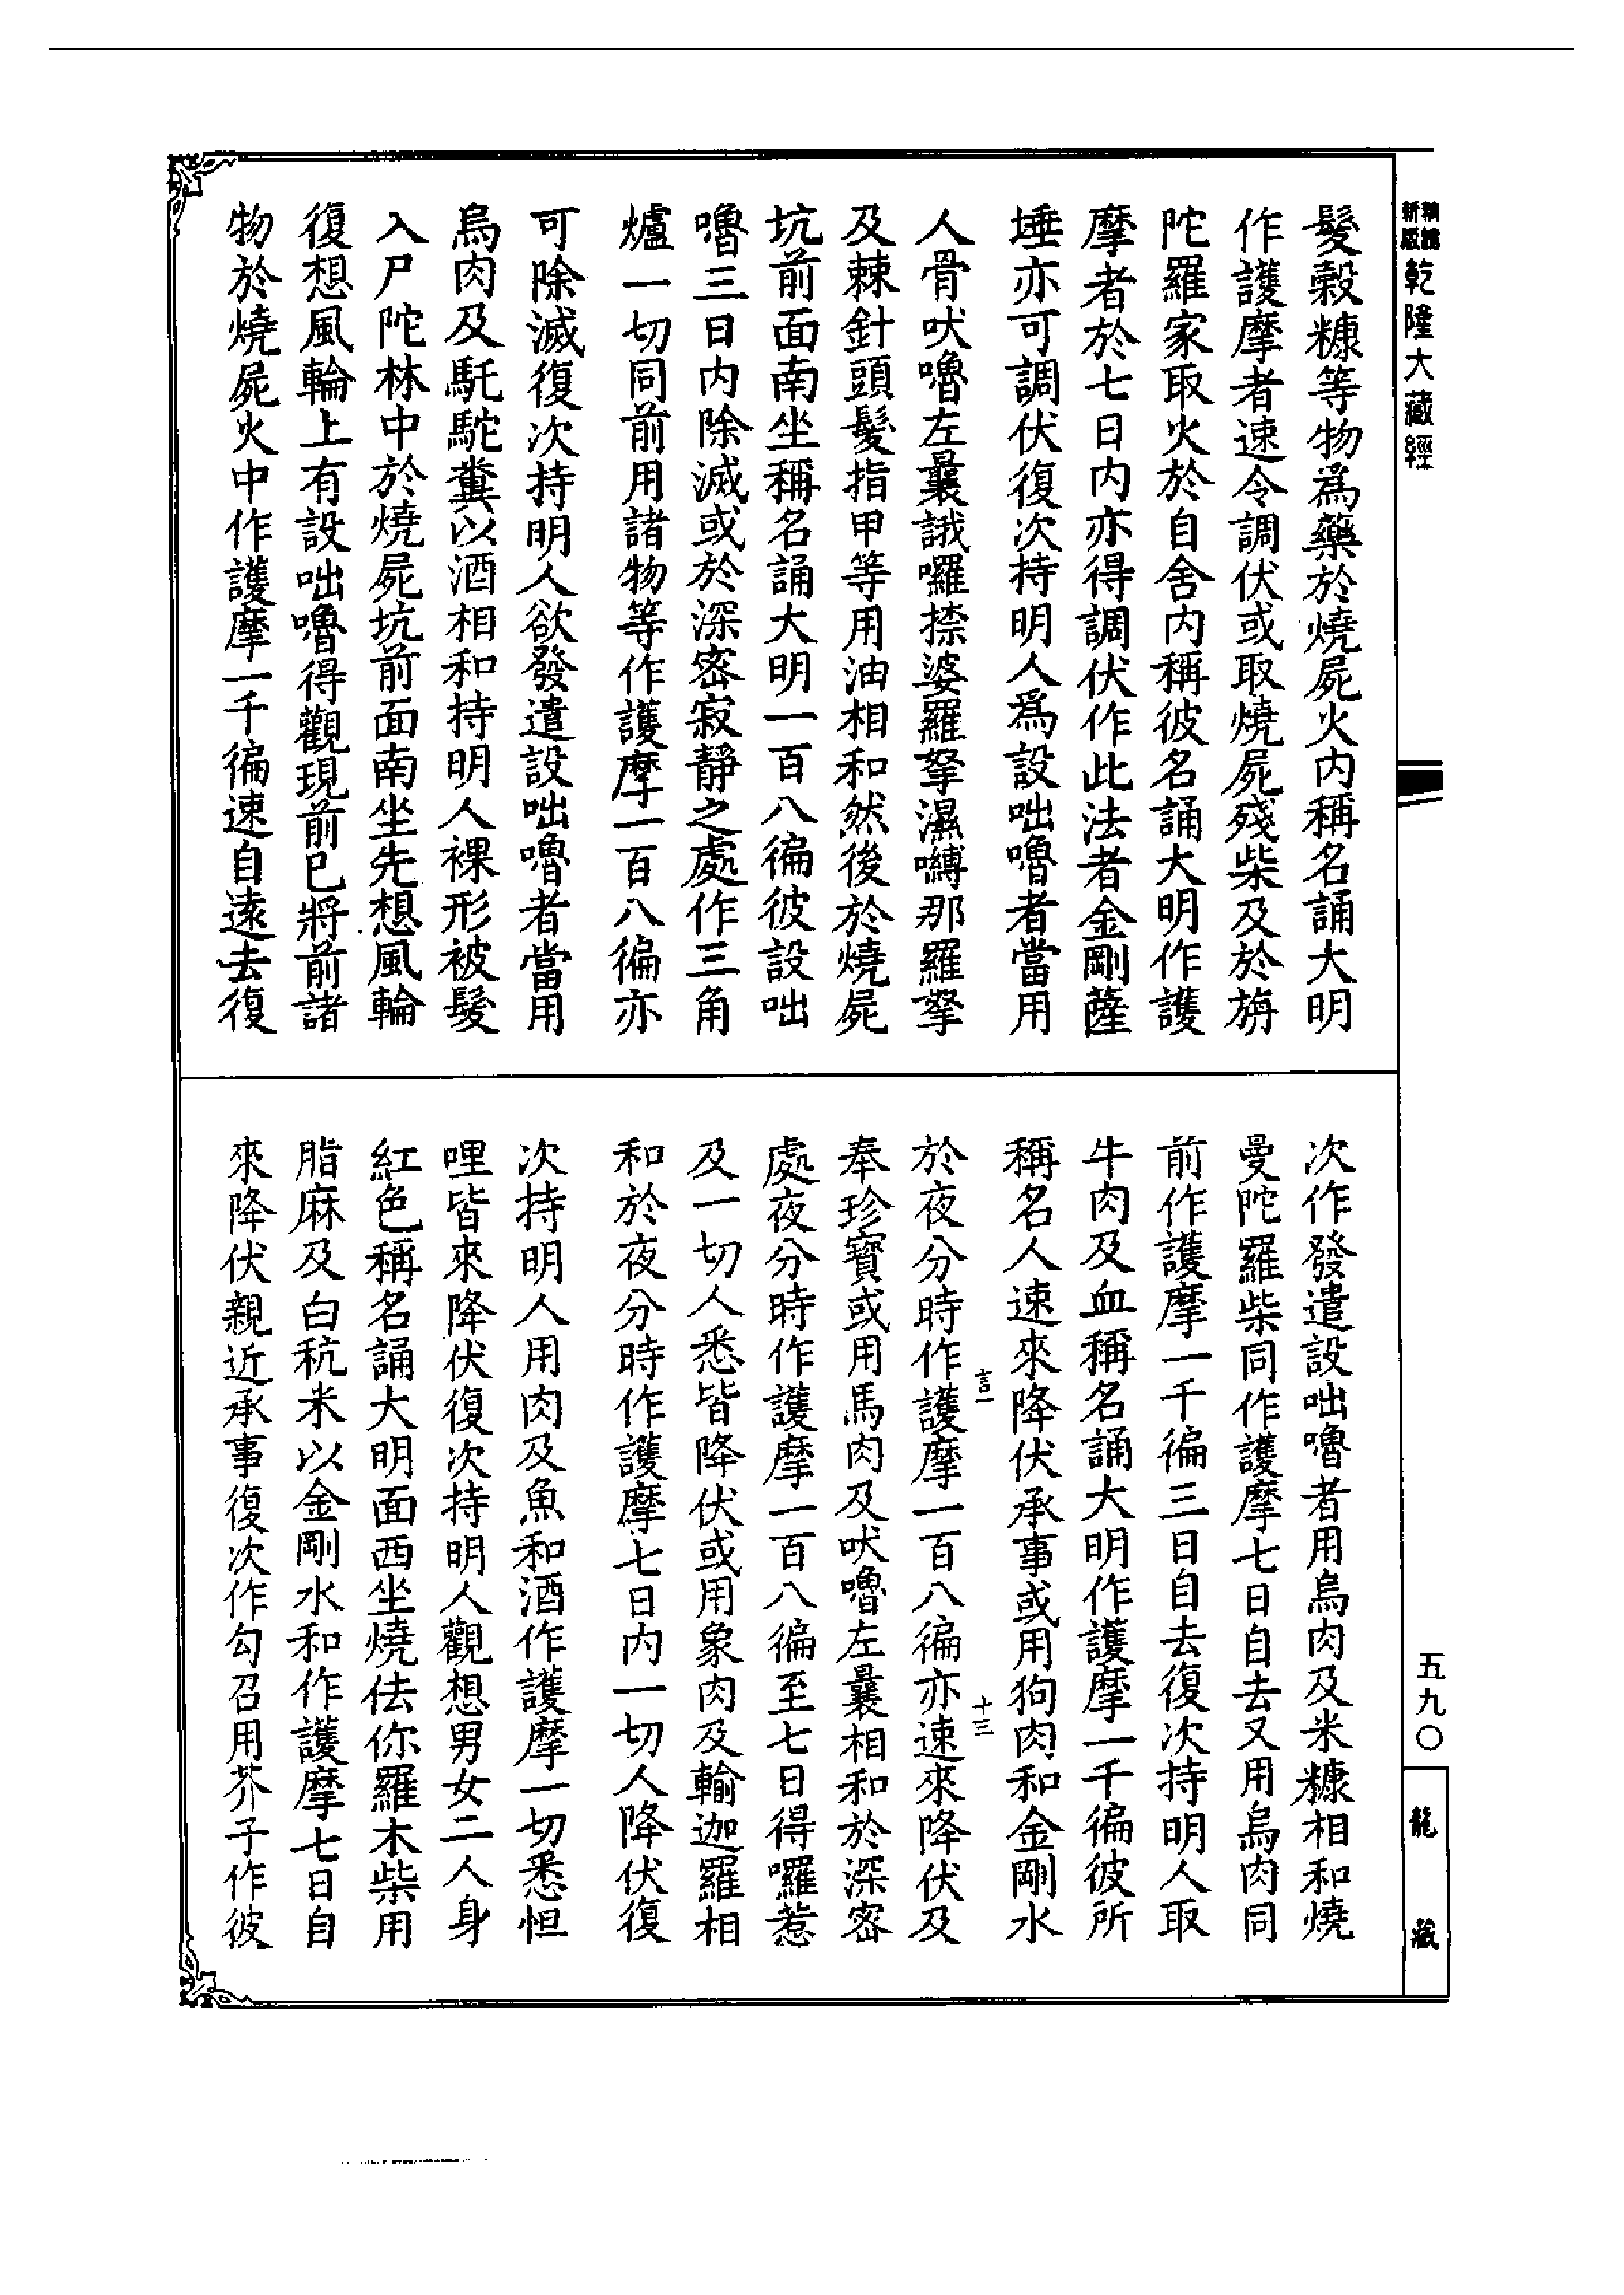 新版
精縮
乾隆大藏經
髮糓糠等物爲藥於燒屍火内稱名誦大明
作護摩者速令調伏或取燒屍殘柴及於旃
陀羅家取火於自舍内稱彼名誦大明作護
摩者於七日内亦得調伏作此法者金剛薩
埵亦可調伏復次持明人爲設咄嚕者當用
人骨吠嚕左曩誐囉捺婆羅拏濕嚩那羅拏
及棘針頭髮指甲等用油相和然後於燒屍
坑前面南坐稱名誦大明一百八徧彼設咄
嚕三日内除滅或於深密寂靜之處作三角
爐一切同前用諸物等作護摩一百八徧亦
可除滅復次持明人欲發遣設咄嚕者當用
烏肉及馲駝糞以酒相和持明人裸形被髮
入尸陀林中於燒屍坑前面南坐先想風輪
復想風輪上有設咄嚕得觀現前已將前諸
物於燒屍火中作護摩一千徧速自遠去復
次作發遣設咄嚕者用烏肉及米糠相和燒
曼陀羅柴同作護摩七日自去又用烏肉同
前作護摩一千徧三日自去復次持明人取
牛肉及血稱名誦大明作護摩一千徧彼所
稱名人速來降伏承事或用狗肉和金剛水
於夜分時作護摩一百八徧亦速來降伏及
奉珍寶或用馬肉及吠嚕左曩相和於深密
處夜分時作護摩一百八徧至七日得囉惹
及一切人悉皆降伏或用象肉及輸迦羅相
和於夜分時作護摩七日内一切人降伏復
次持明人用肉及魚和酒作護摩一切悉怛
哩皆來降伏復次持明人觀想男女二人身
紅色稱名誦大明面西坐燒佉你羅木柴用
脂麻及白秔米以金剛水和作護摩七日自
來降伏親近承事復次作勾召用芥子作彼
言一
十三
五九〇
龍藏